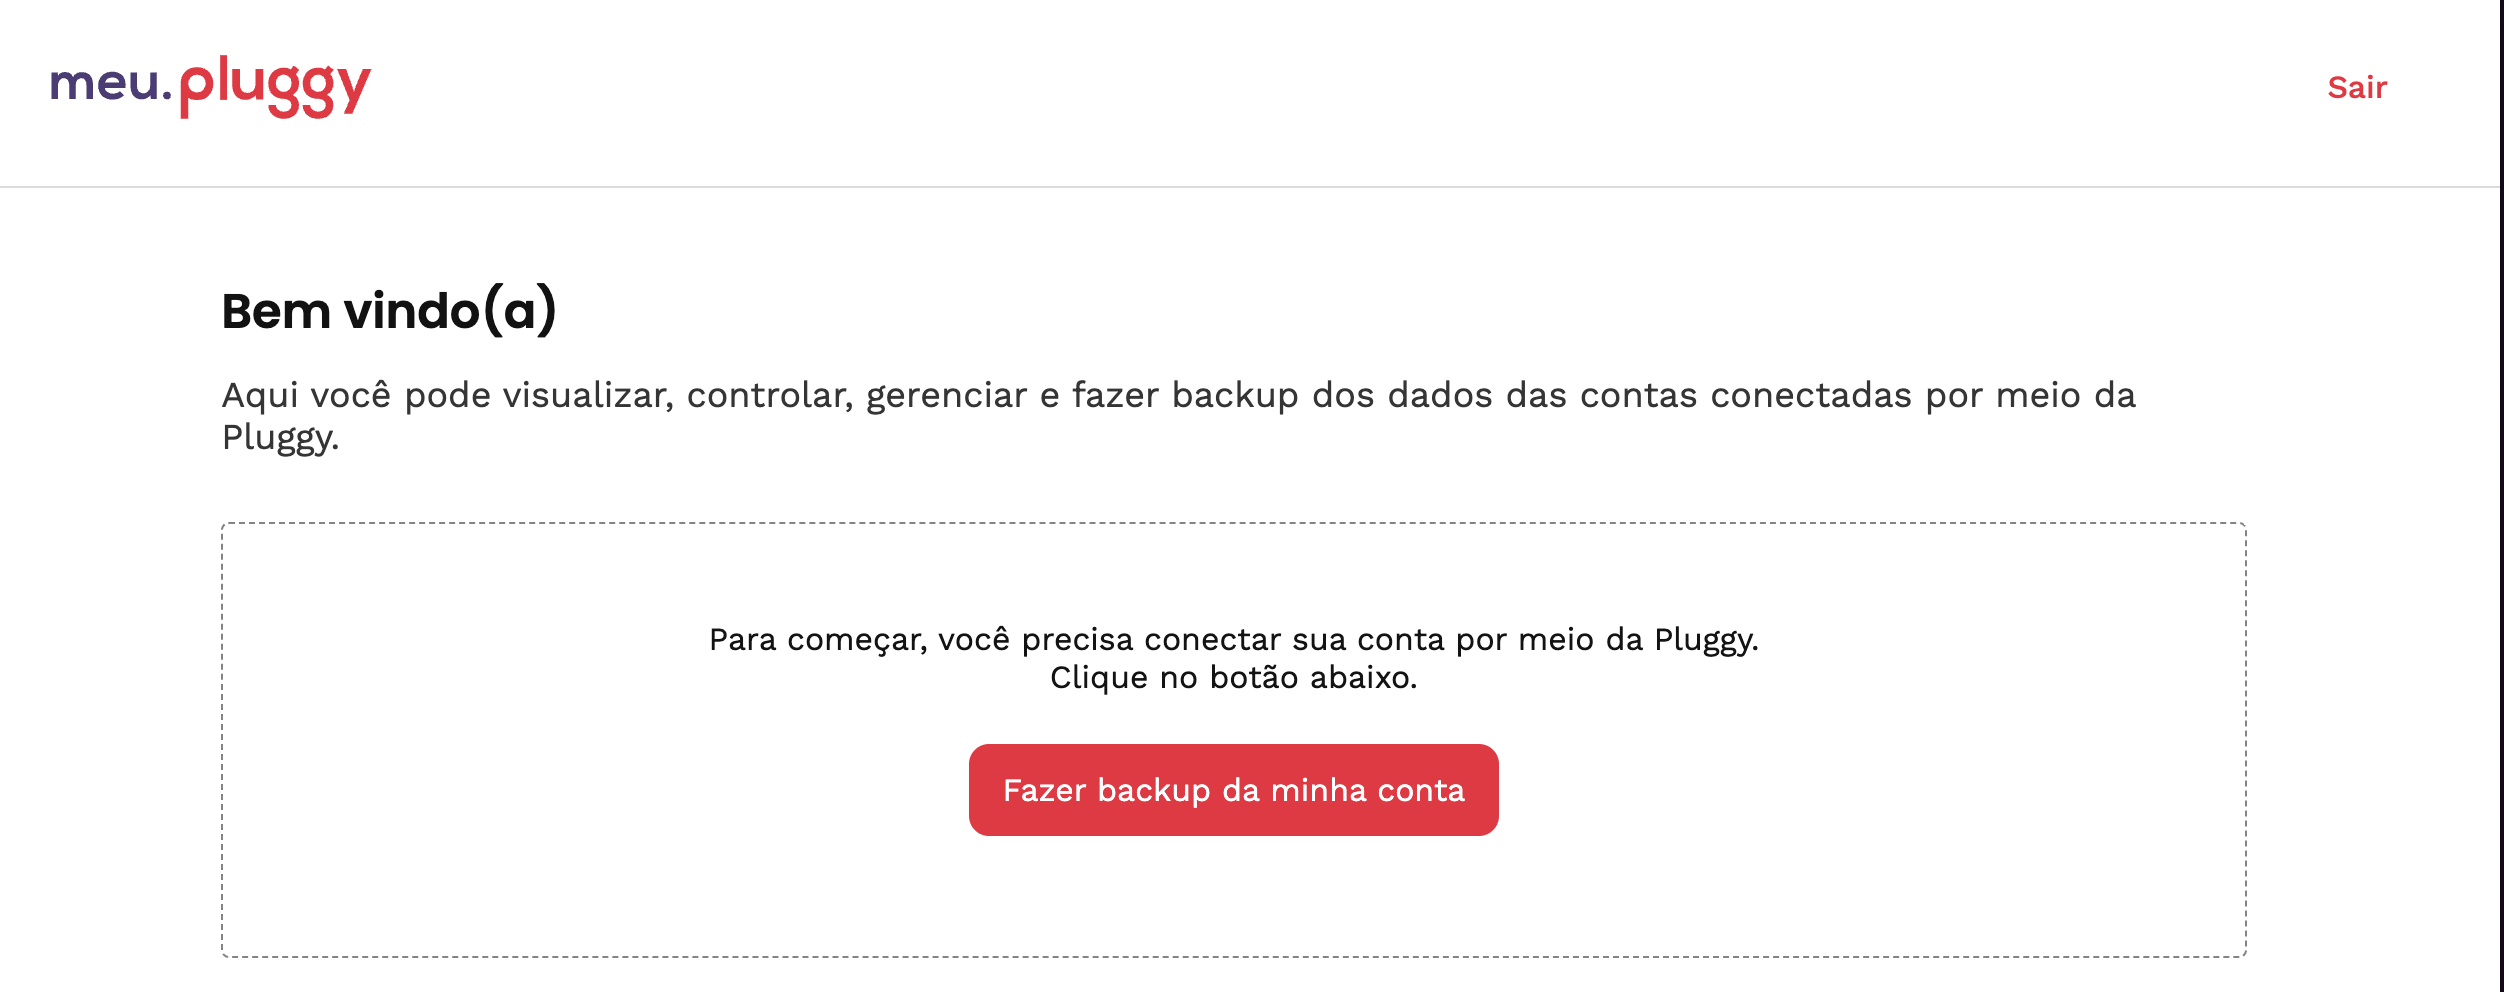 meu.pluggy
Sair
Bem vindo(a)
Aqui você pode visualizar, controlar, gerenciar e fazer backup dos dados das contas conectadas por meio da
Pluggy.
Para começar, você precisa conectar sua conta por meio da Pluggy.
Clique no botão abaixo.
Fazer backup da minha conta